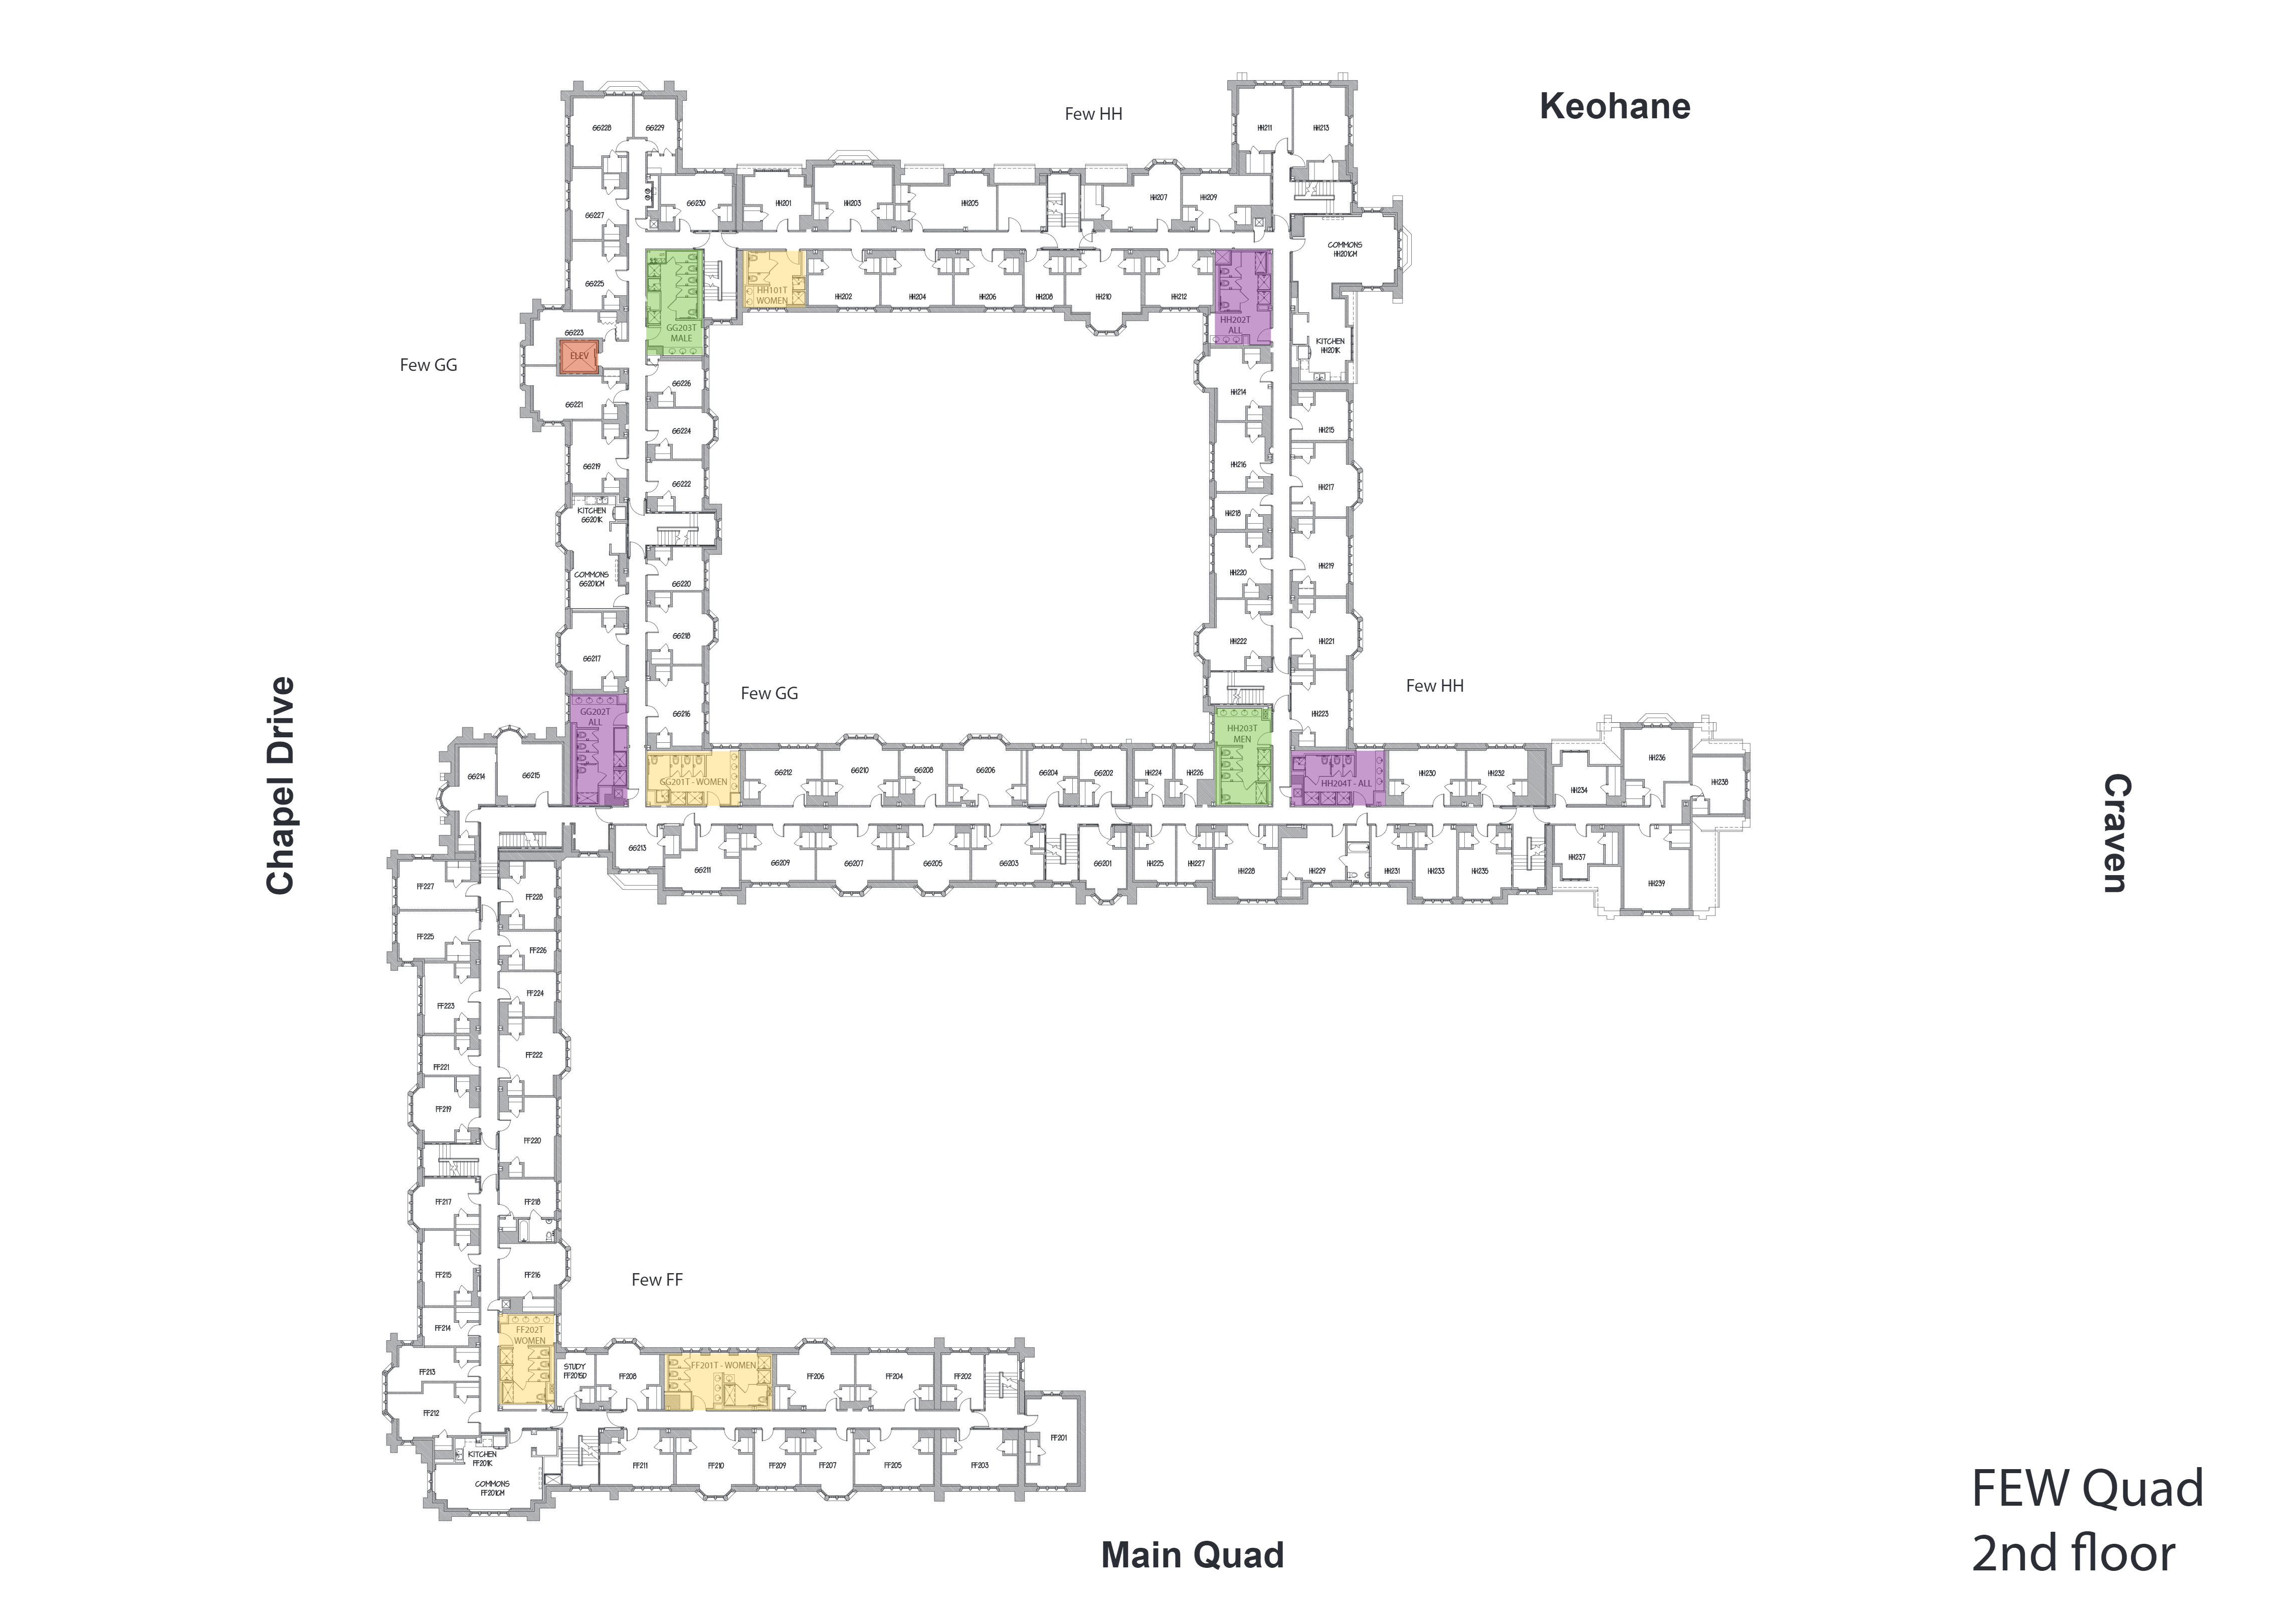 Keohane
Few HH
GG228
GG229
HH211
HH213
GG227
GG230
HH201
HH203
HH205
HH207
HH209
COMMONS
HH201CM
GG225
HH101T
WOMEN
HH202
HH204
HH206
HH208
HH210
HH212
GG223
GG203T
MALE
HH202T
ALL
KITCHEN
HH201K
ELEV
Few GG
GG221
GG226
HH214
HH215
GG224
GG219
GG222
HH216
HH217
KITCHEN
GG201K
HH218
COMMONS
GG201CM
GG220
HH220
HH219
GG217
GG218
HH222
HH221
Few GG
Few HH
GG202T
ALL
GG216
HH203T
MEN
HH223
Chapel Drive
Craven
GG214
GG215
GG201T - WOMEN
GG212
GG210
GG208
GG206
GG204
GG202
HH224
HH226
HH204T - ALL
HH230
HH232
HH234
HH236
HH238
GG213
GG211
GG209
GG207
GG205
GG203
GG201
HH225
HH227
HH228
HH229
HH231
HH233
HH235
HH237
HH239
FF227
FF228
FF225
FF226
FF223
FF224
FF221
FF222
FF219
FF220
FF217
FF218
FF215
FF216
Few FF
FF214
FF202T
WOMEN
FF213
STUDY
FF201SD
FF208
FF201T - WOMEN
FF206
FF204
FF202
FF212
FF201
KITCHEN
FF201K
COMMONS
FF201CM
FF211
FF210
FF209
FF207
FF205
FF203
Main Quad
FEW Quad
2nd floor